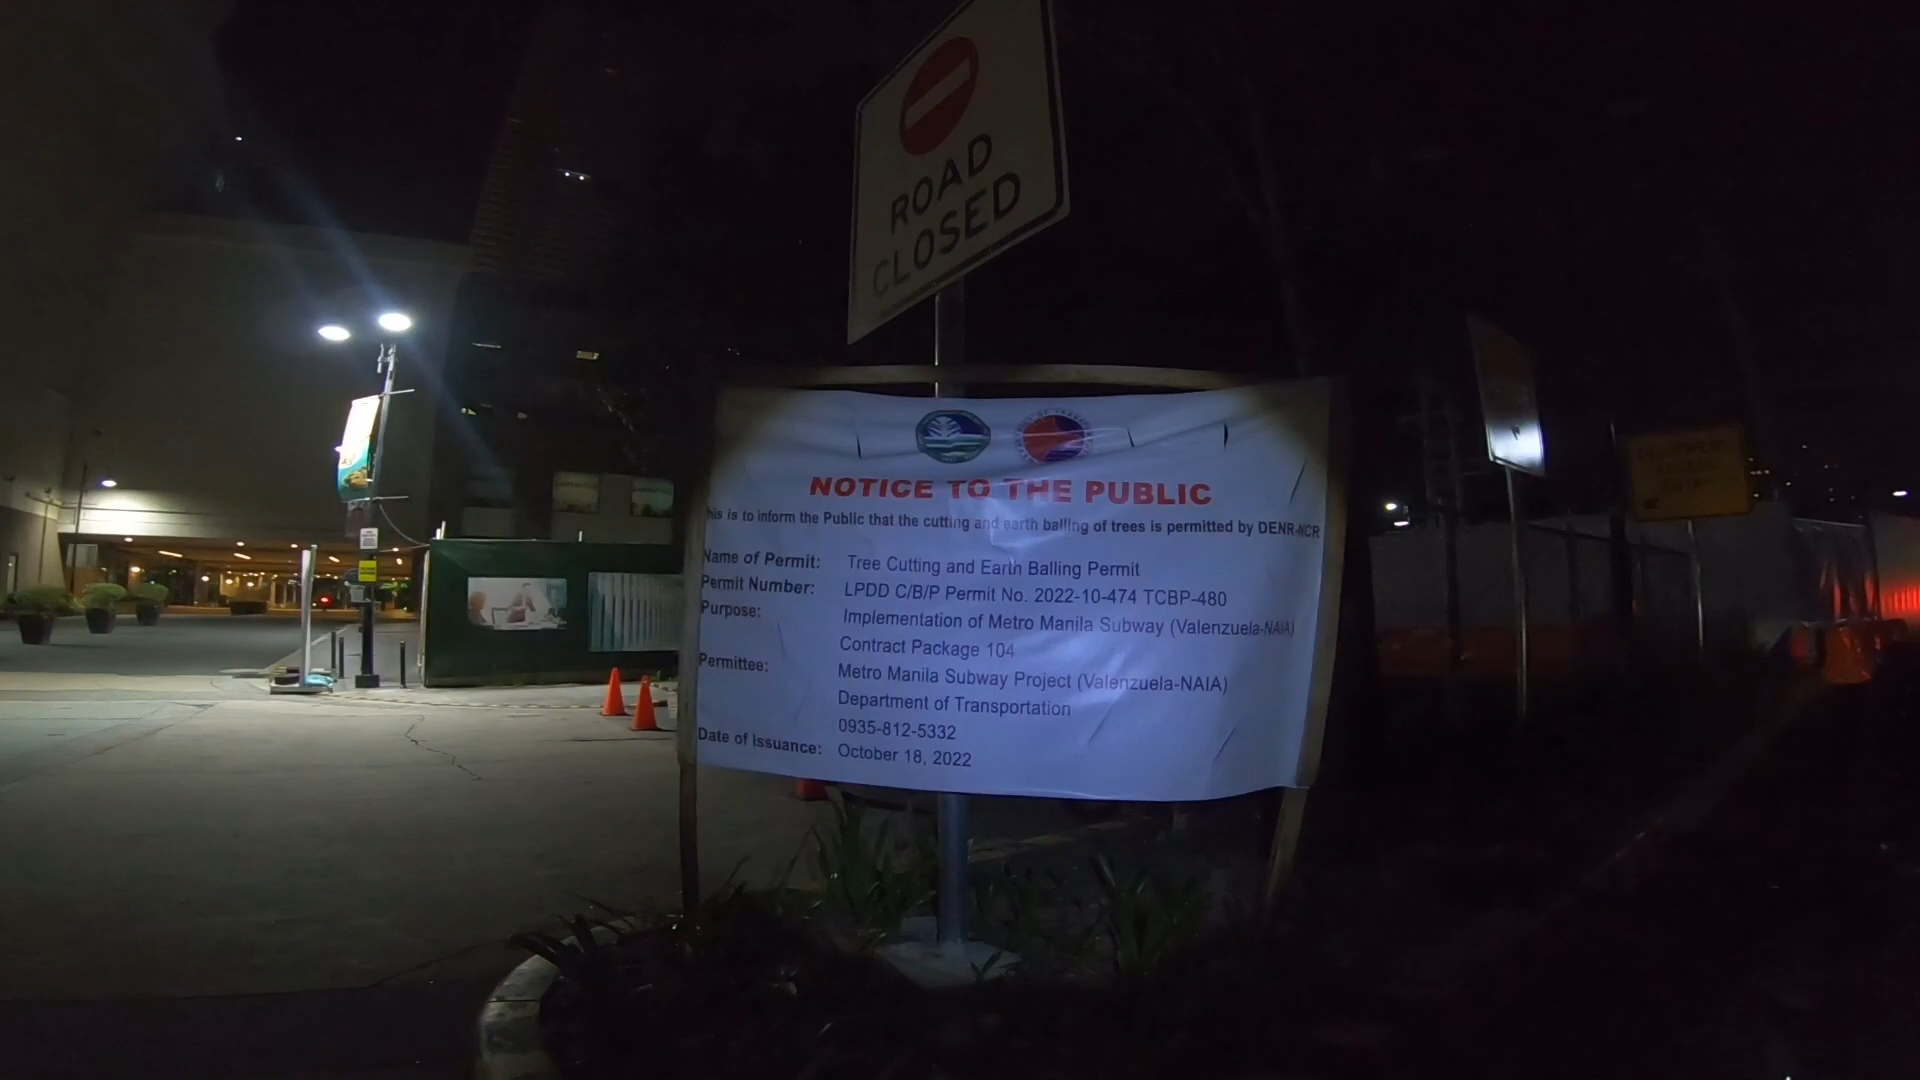 ROAD
CLOSED
NOTICE TO THE PUBLIC
his is to inform the Public that the cutting and earth balling of trees is permitted by DENR-NCR
Name of Permit: Tree Cutting and Earth Balling Permit
Permit Number: LPDD C/B/P Permit No. 2022-10-474 TCBP-480
Purpose: Implementation of Metro Manila Subway (Valenzuela-NAIA)
Contract Package 104
Permittee: Metro Manila Subway Project (Valenzuela-NAIA)
Department of Transportation
0935-812-5332
Date of Issuance: October 18, 2022